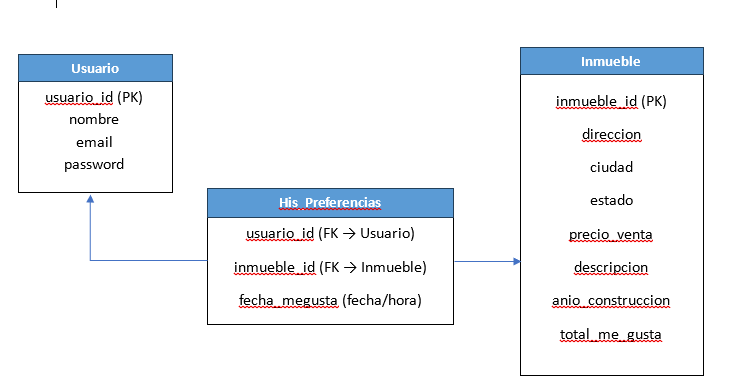 Usuario
usuario_id (PK)
nombre
email
password
His_Preferencias
usuario_id (FK → Usuario)
inmueble_id (FK → Inmueble)
fecha_megusta (fecha/hora)
Inmueble
inmueble_id (PK)
direccion
ciudad
estado
precio_venta
descripcion
anio_construccion
total_me_gusta